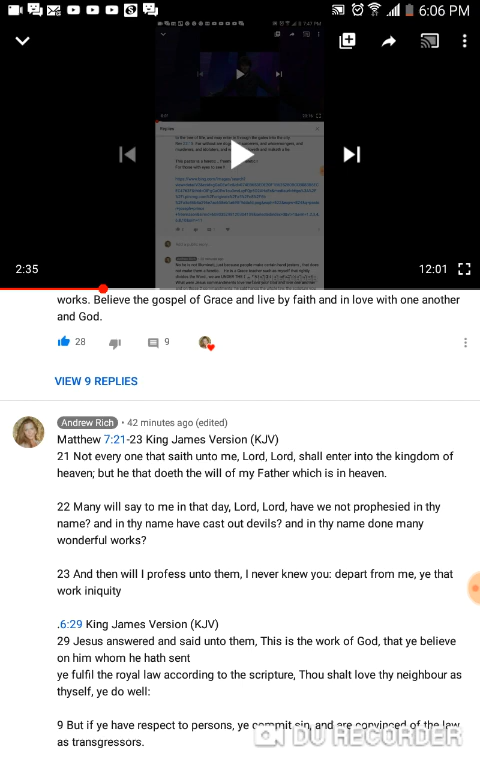 6:06 PM
2:35
12:01
works. Believe the gospel of Grace and live by faith and in love with one another
and God.
28
9
VIEW 9 REPLIES
Andrew Rich • 42 minutes ago (edited)
Matthew 7:21-23 King James Version (KJV)
21 Not every one that saith unto me, Lord, Lord, shall enter into the kingdom of
heaven; but he that doeth the will of my Father which is in heaven.
22 Many will say to me in that day, Lord, Lord, have we not prophesied in thy
name? and in thy name have cast out devils? and in thy name done many
wonderful works?
23 And then will I profess unto them, I never knew you: depart from me, ye that
work iniquity
.6:29 King James Version (KJV)
29 Jesus answered and said unto them, This is the work of God, that ye believe
on him whom he hath sent
ye fulfil the royal law according to the scripture, Thou shalt love thy neighbour as
thyself, ye do well:
9 But if ye have respect to persons, ye commit sin, and are convinced of the law
as transgressors.
DU RECORDER